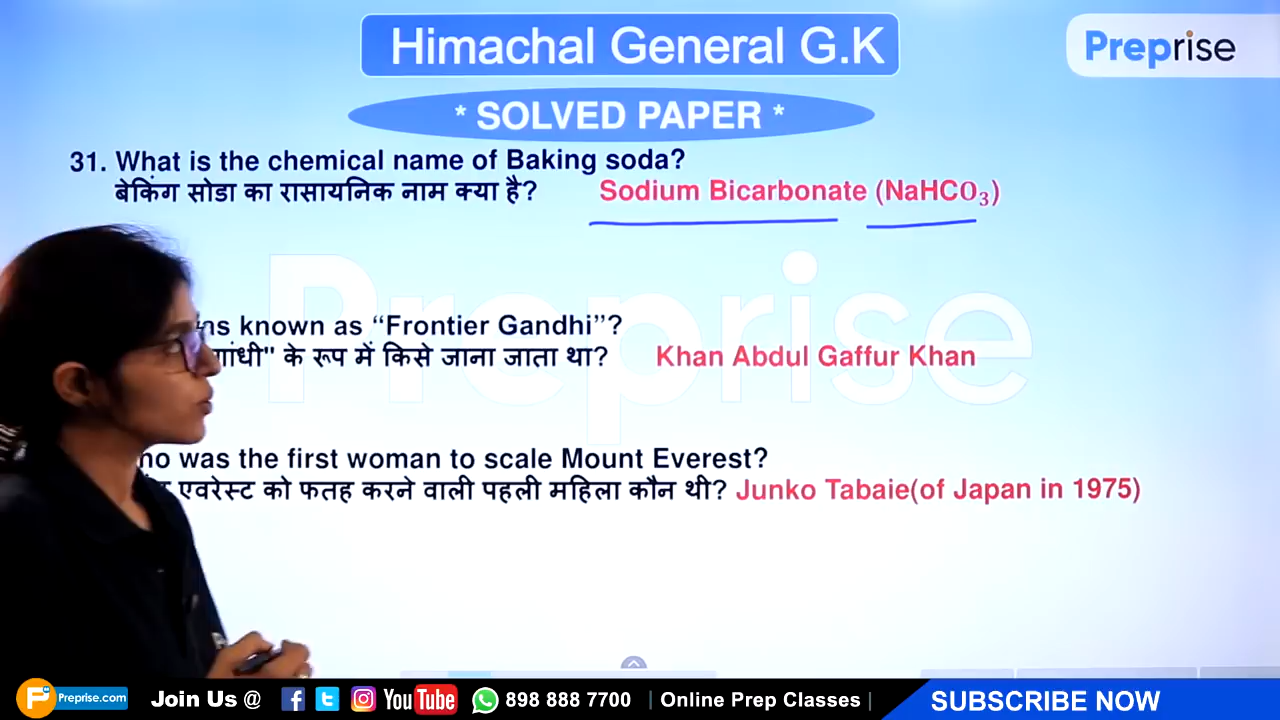 Himachal General G.K
Preprise
* SOLVED PAPER *
31. What is the chemical name of Baking soda?
बेकिंग सोडा का रासायनिक नाम क्या है? Sodium Bicarbonate (NaHCO₃)
Preprise
known as “Frontier Gandhi”?
गांधी" के रूप में किसे जाना जाता था? Khan Abdul Gaffur Khan
was the first woman to scale Mount Everest?
एवरेस्ट को फतह करने वाली पहली महिला कौन थी? Junko Tabaie(of Japan in 1975)
Preprise.com Join Us @ YouTube 898 888 7700 | Online Prep Classes | SUBSCRIBE NOW